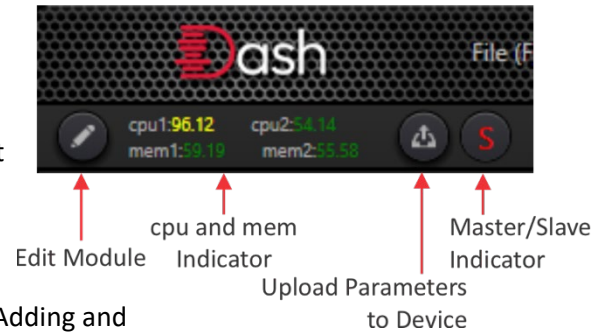 Dash
File (F
cpu1:96.12 cpu2:54.14
mem1:59.19 mem2:55.58
S
t
cpu and mem
Master/Slave
Edit Module
Indicator
Indicator
Upload Parameters
to Device
Adding and